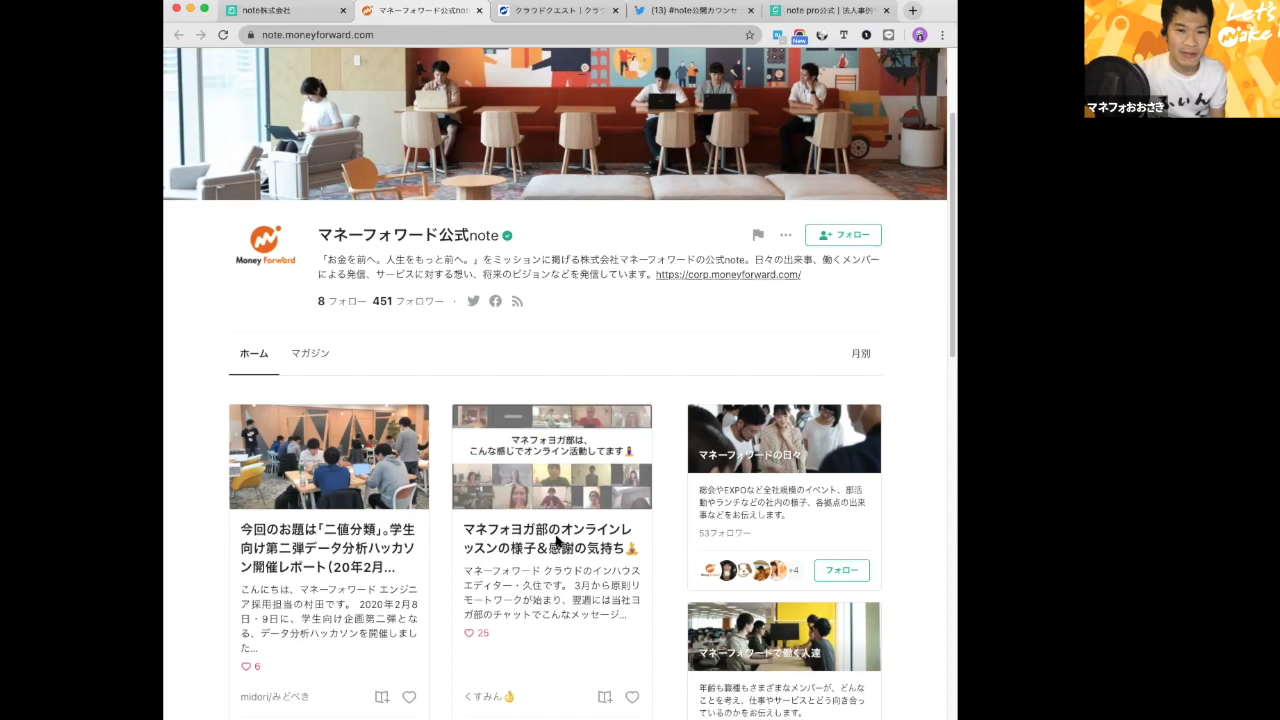 note株式会社
マネーフォワード公式not
クラウドクエスト｜クラウ
(13) #note公開カウンセ
note pro公式｜法人事例
note.moneyforward.com
New
Let's
Make
マネフォおおさき
マネーフォワード公式note
フォロー
「お金を前へ。人生をもっと前へ。」をミッションに掲げる株式会社マネーフォワードの公式note。日々の出来事、働くメンバー
による発信、サービスに対する想い、将来のビジョンなどを発信しています。https://corp.moneyforward.com/
Money Forward
8 フォロー 451 フォロワー ·
ホーム
マガジン
月別
今回のお題は「二値分類」。学生
向け第二弾データ分析ハッカソ
ン開催レポート（20年2月...
こんにちは、マネーフォワード エンジニ
ア採用担当の村田です。 2020年2月8
日・9日に、学生向け企画第二弾とな
る、データ分析ハッカソンを開催しまし
た...
6
midori/みどぺき
マネフォヨガ部は、
こんな感じでオンライン活動してます🧘‍♀️
マネフォヨガ部のオンラインレ
ッスンの様子＆感謝の気持ち🙏
マネーフォワード クラウドのインハウス
エディター・久住です。 3月から原則リ
モートワークが始まり、翌週には当社ヨ
ガ部のチャットでこんなメッセージ...
25
くすみん👌
マネーフォワードの日々
総会やEXPOなど全社規模のイベント、部活
動やランチなどの社内の様子、各拠点の出来
事などをお伝えします。
53フォロワー
+4
フォロー
マネーフォワードで働く人達
年齢も職種もさまざまなメンバーが、どんな
ことを考え、仕事やサービスとどう向き合っ
ているのかをお伝えします。